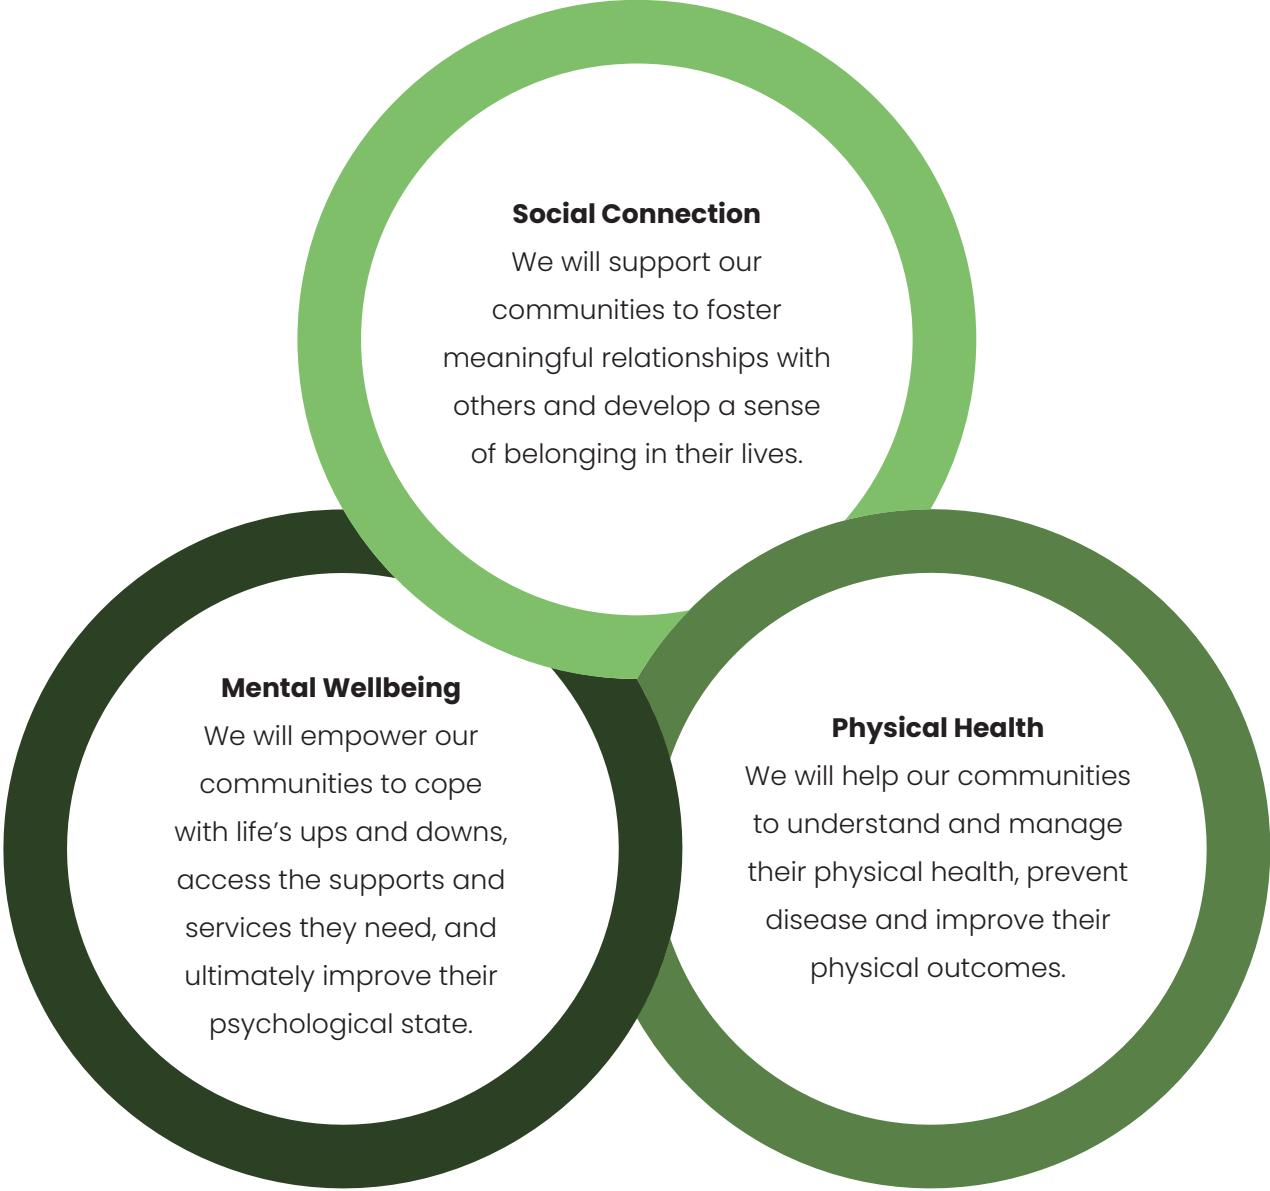 Social Connection
We will support our
communities to foster
meaningful relationships with
others and develop a sense
of belonging in their lives.
Mental Wellbeing
We will empower our
communities to cope
with life’s ups and downs,
access the supports and
services they need, and
ultimately improve their
psychological state.
Physical Health
We will help our communities
to understand and manage
their physical health, prevent
disease and improve their
physical outcomes.